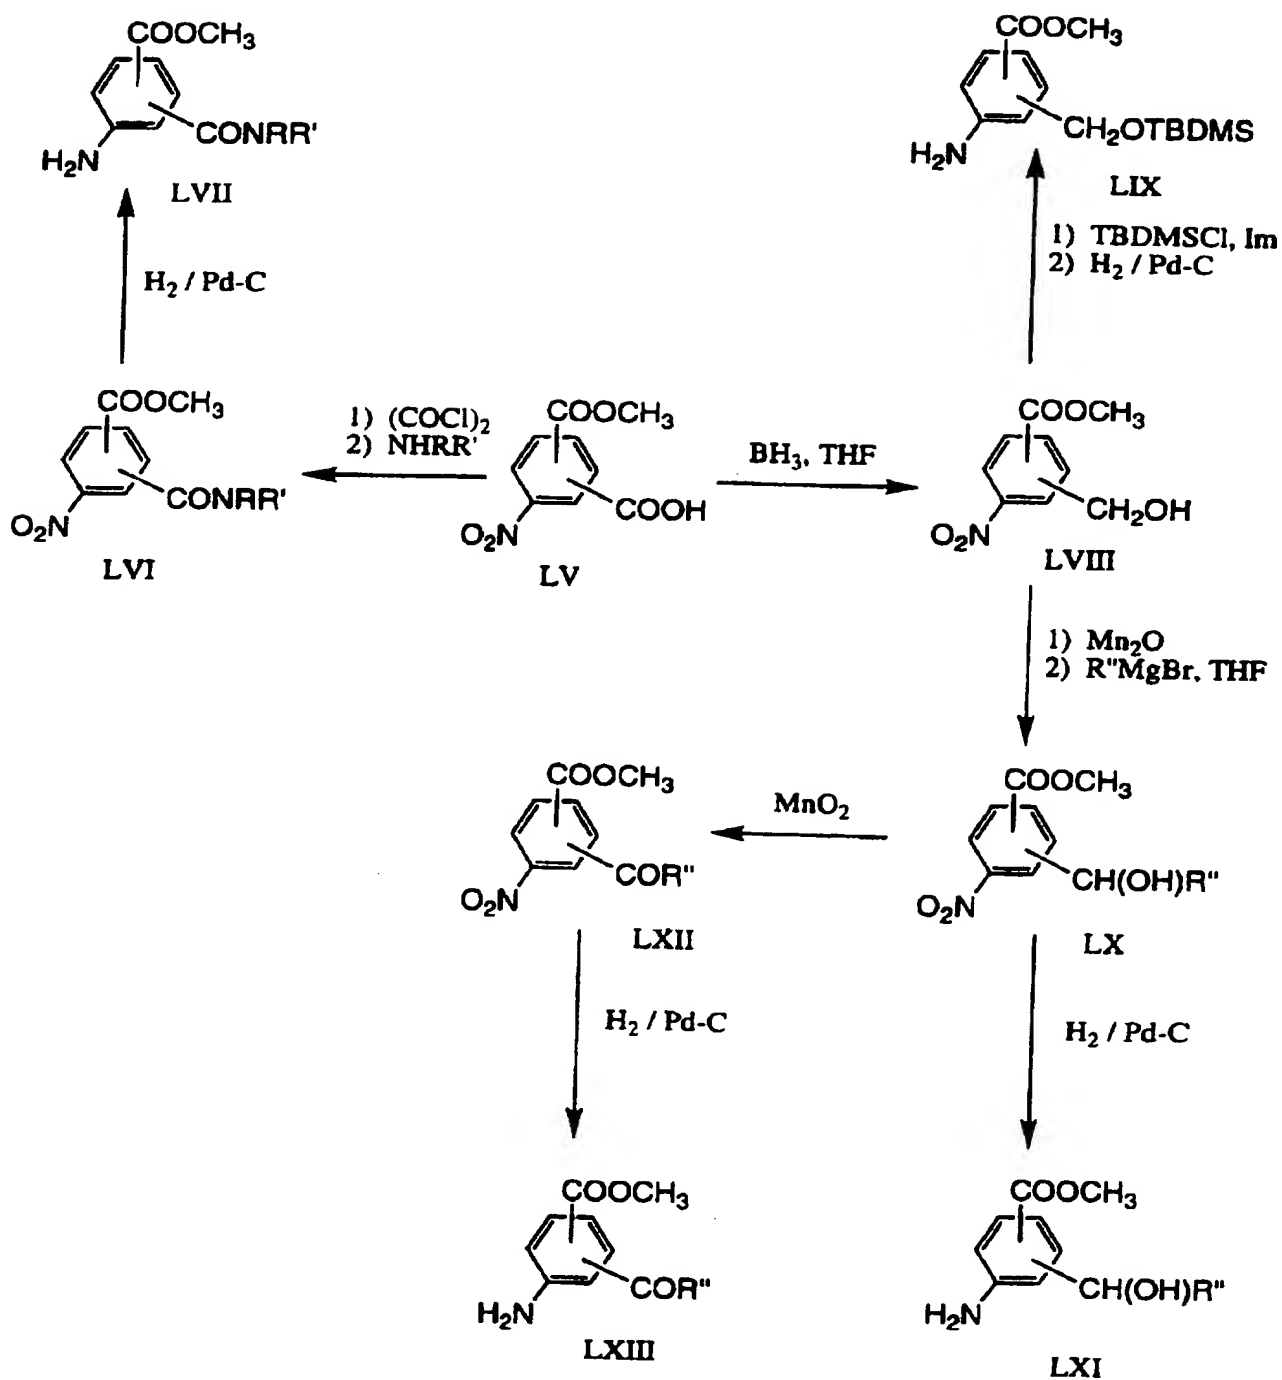 COOCH₃
CONRR'
H₂N
LVII
COOCH₃
CH₂OTBDMS
H₂N
LIX
H₂ / Pd-C
1) TBDMSCl, Im
2) H₂ / Pd-C
COOCH₃
CONRR'
O₂N
LVI
1) (COCl)₂
2) NHRR'
COOCH₃
COOH
O₂N
LV
BH₃, THF
COOCH₃
CH₂OH
O₂N
LVIII
1) Mn₂O
2) R"MgBr, THF
COOCH₃
COR"
O₂N
LXII
MnO₂
COOCH₃
CH(OH)R"
O₂N
LX
H₂ / Pd-C
H₂ / Pd-C
COOCH₃
COR"
H₂N
LXIII
COOCH₃
CH(OH)R"
H₂N
LXI